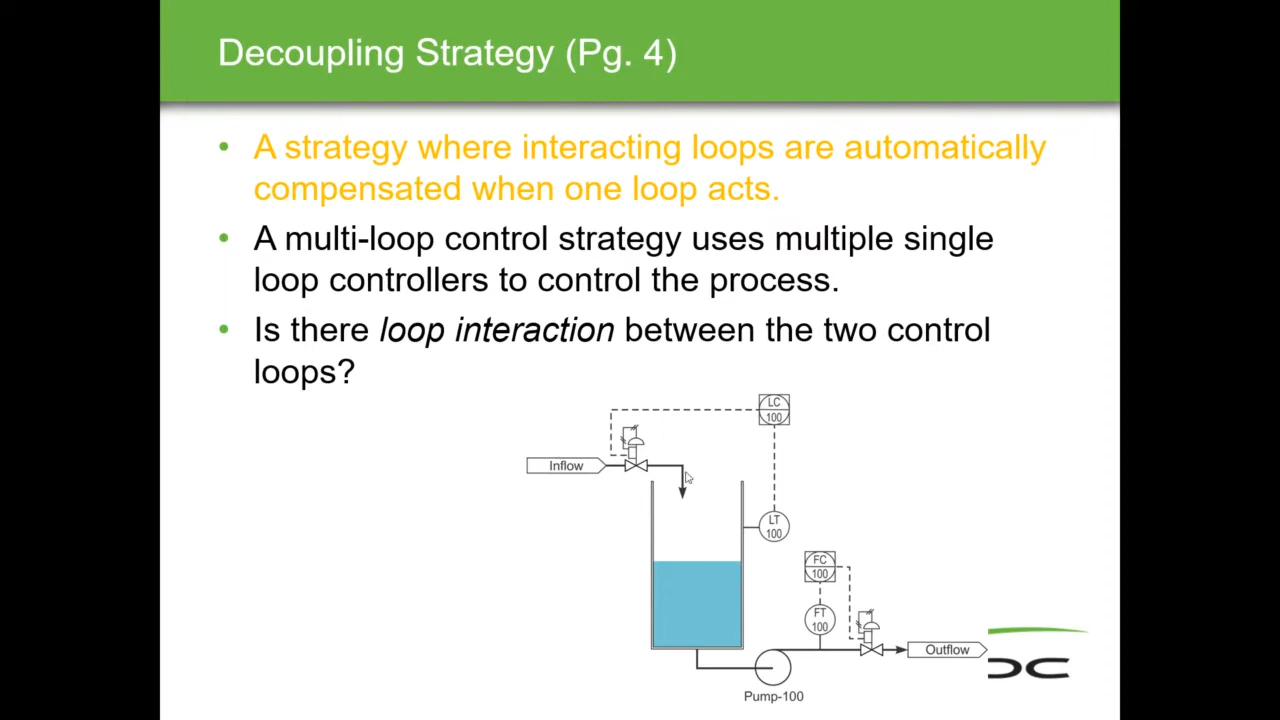 Decoupling Strategy (Pg. 4)
• A strategy where interacting loops are automatically
compensated when one loop acts.
• A multi-loop control strategy uses multiple single
loop controllers to control the process.
• Is there loop interaction between the two control
loops?
LC
100
Inflow
LT
100
FC
100
FT
100
Outflow
Pump-100